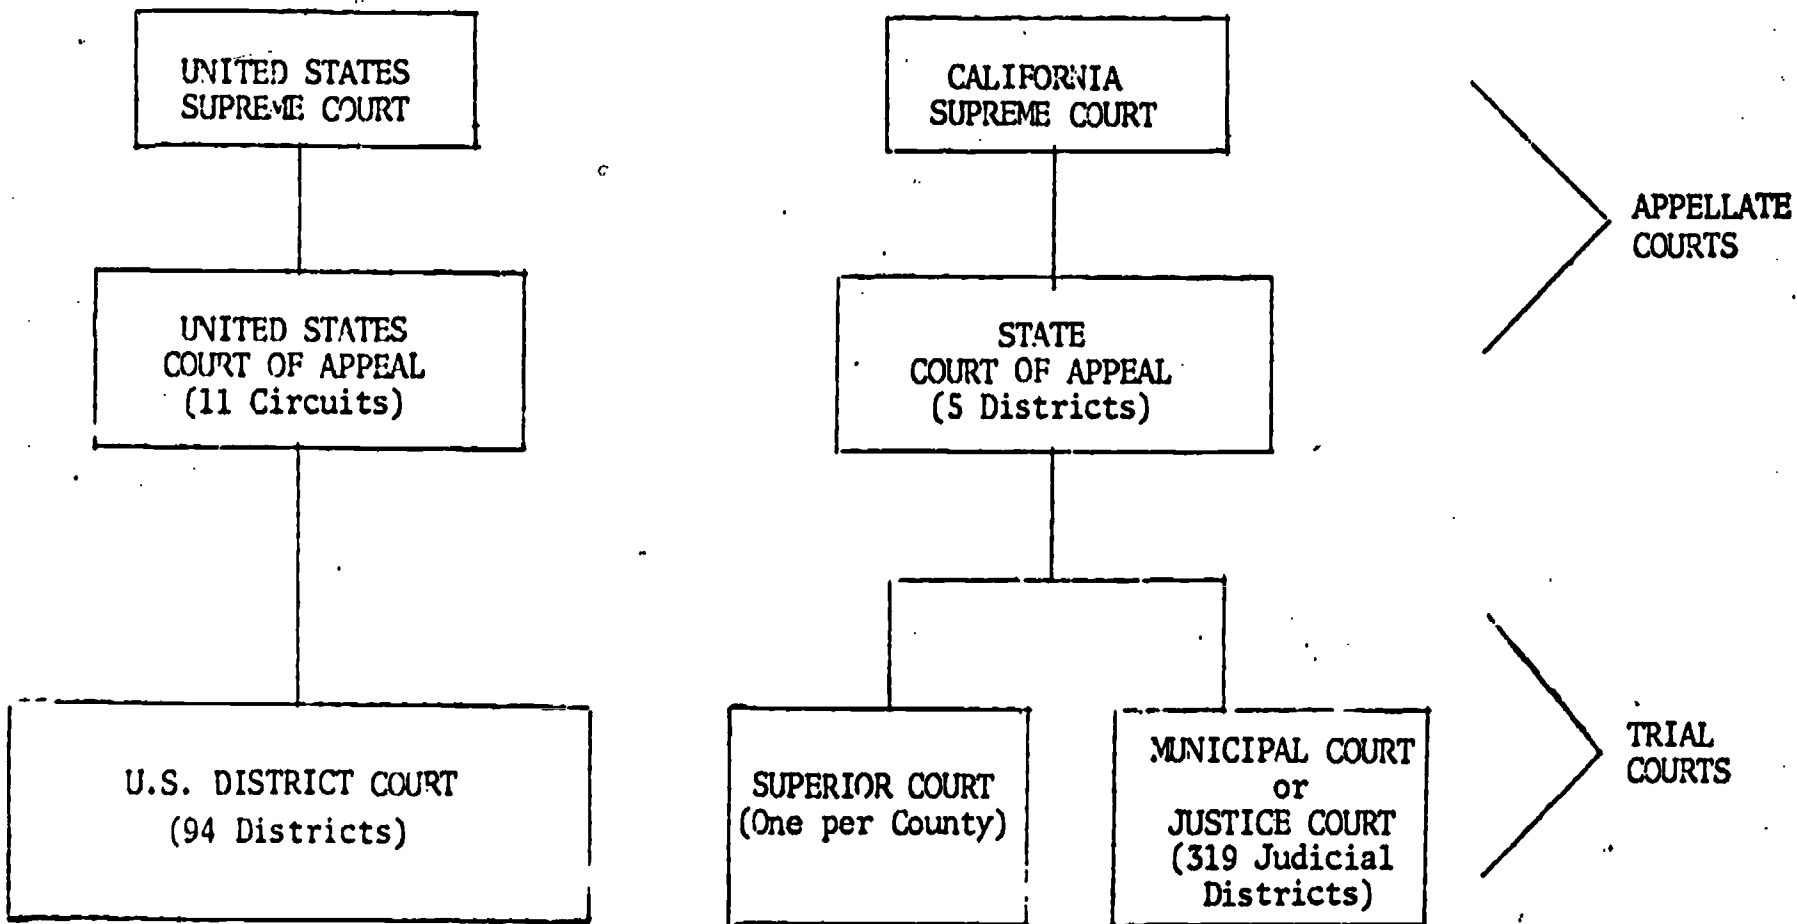 UNITED STATES
SUPREME COURT
CALIFORNIA
SUPREME COURT
APPELLATE
COURTS
UNITED STATES
COURT OF APPEAL
(11 Circuits)
STATE
COURT OF APPEAL
(5 Districts)
U.S. DISTRICT COURT
(94 Districts)
SUPERIOR COURT
(One per County)
MUNICIPAL COURT
or
JUSTICE COURT
(319 Judicial
Districts)
TRIAL
COURTS